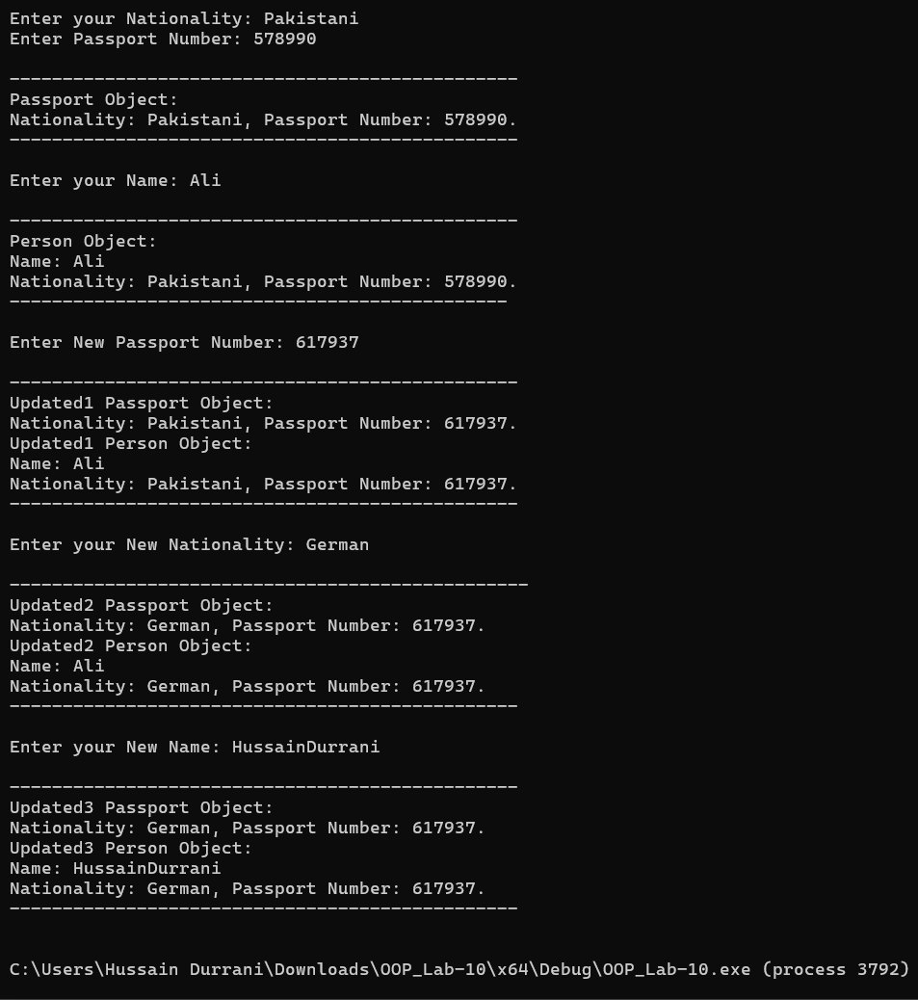 Enter your Nationality: Pakistani
Enter Passport Number: 578990
------------------------------------------------
Passport Object:
Nationality: Pakistani, Passport Number: 578990.
------------------------------------------------
Enter your Name: Ali
------------------------------------------------
Person Object:
Name: Ali
Nationality: Pakistani, Passport Number: 578990.
-----------------------------------------------
Enter New Passport Number: 617937
------------------------------------------------
Updated1 Passport Object:
Nationality: Pakistani, Passport Number: 617937.
Updated1 Person Object:
Name: Ali
Nationality: Pakistani, Passport Number: 617937.
------------------------------------------------
Enter your New Nationality: German
-------------------------------------------------
Updated2 Passport Object:
Nationality: German, Passport Number: 617937.
Updated2 Person Object:
Name: Ali
Nationality: German, Passport Number: 617937.
------------------------------------------------
Enter your New Name: HussainDurrani
------------------------------------------------
Updated3 Passport Object:
Nationality: German, Passport Number: 617937.
Updated3 Person Object:
Name: HussainDurrani
Nationality: German, Passport Number: 617937.
------------------------------------------------
C:\Users\Hussain Durrani\Downloads\OOP_Lab-10\x64\Debug\OOP_Lab-10.exe (process 3792)